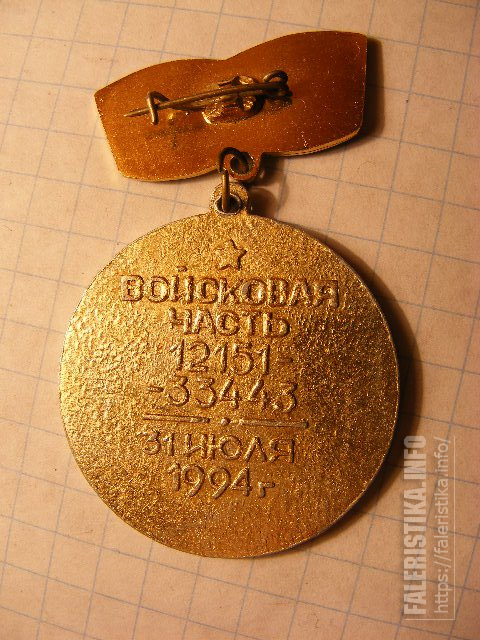 ВОЙСКОВАЯ
ЧАСТЬ
12151-
-33443
31 ИЮЛЯ
1994г
FALERISTIKA.INFO
https://faleristika.info/